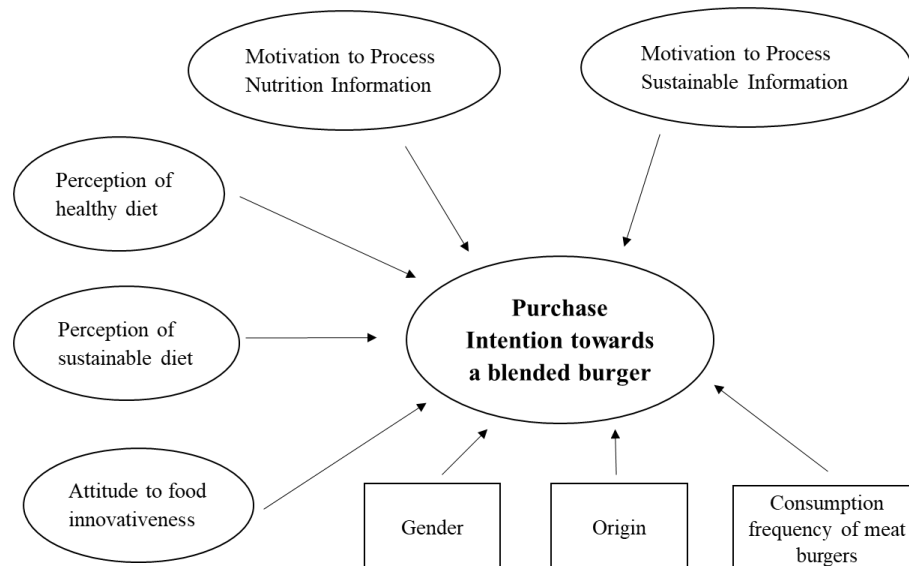 Motivation to Process
Nutrition Information
Motivation to Process
Sustainable Information
Perception of
healthy diet
Purchase
Intention towards
a blended burger
Perception of
sustainable diet
Attitude to food
innovativeness
Gender
Origin
Consumption
frequency of meat
burgers